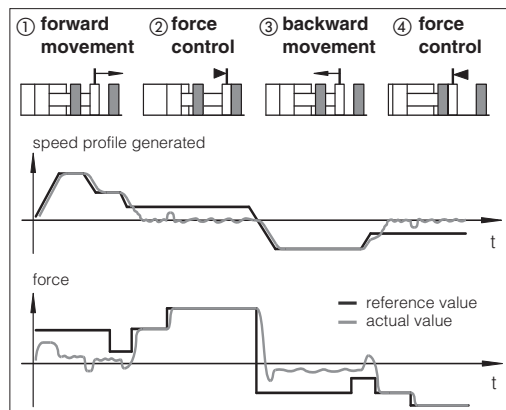 ① forward movement
② force control
③ backward movement
④ force control
speed profile generated
t
force
reference value
actual value
t